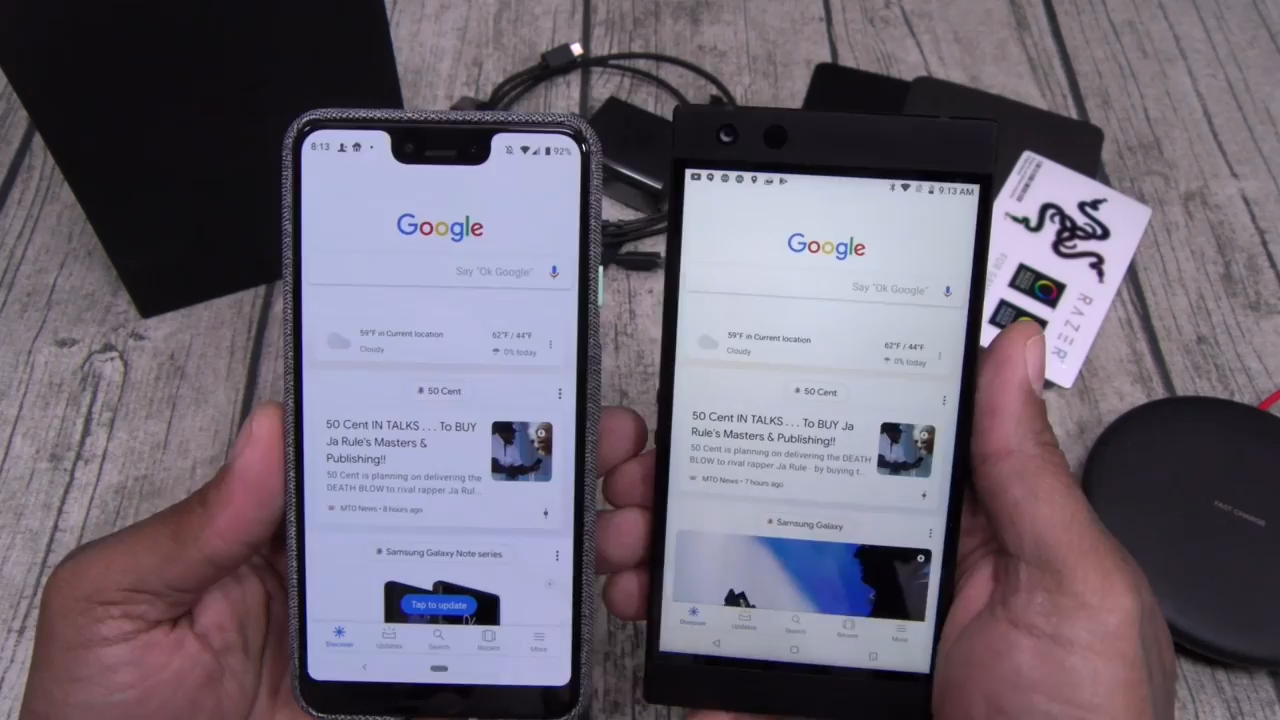 8:13
92%
Google
Say "Ok Google"
59°F in Current location
Cloudy
62°F / 44°F
0% today
50 Cent
50 Cent IN TALKS . . . To BUY
Ja Rule's Masters &
Publishing!!
50 Cent is planning on delivering the
DEATH BLOW to rival rapper Ja Rul...
MTO News • 8 hours ago
Samsung Galaxy Note series
Tap to update
Discover
Updates
Search
Recent
More
9:13 AM
Google
Say "Ok Google"
59°F in Current location
Cloudy
62°F / 44°F
0% today
50 Cent
50 Cent IN TALKS . . . To BUY Ja
Rule's Masters & Publishing!!
50 Cent is planning on delivering the DEATH
BLOW to rival rapper Ja Rule - by buying t...
MTO News • 7 hours ago
Samsung Galaxy
Discover
Updates
Search
Recent
More
RAZER
FAST CHARGE